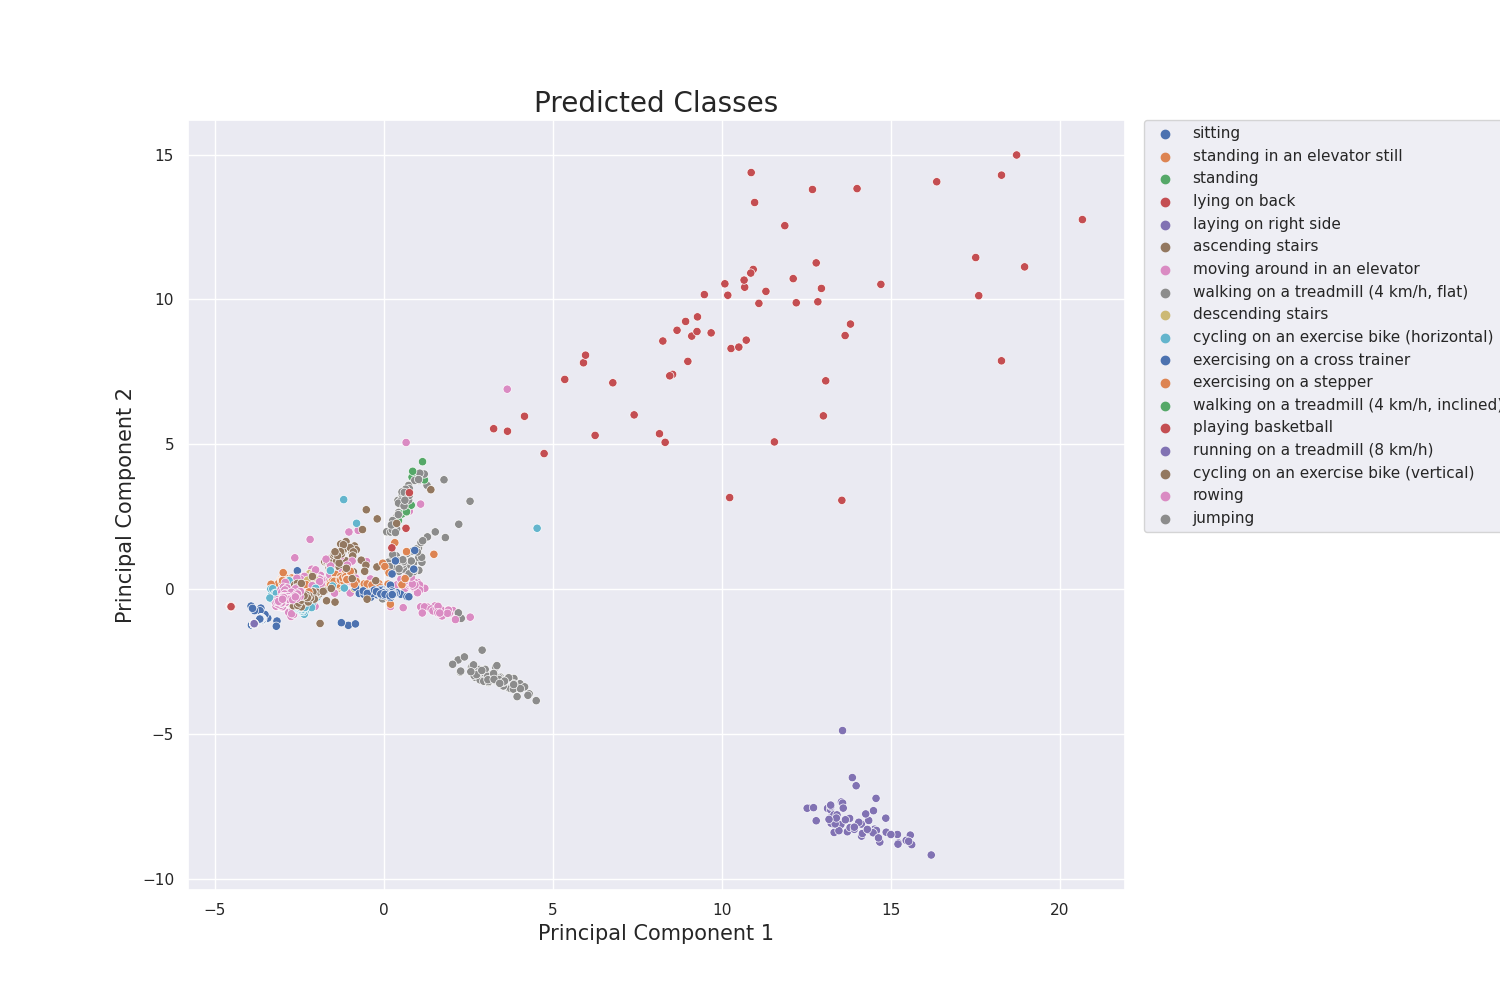 Predicted Classes
sitting
standing in an elevator still
standing
lying on back
laying on right side
ascending stairs
moving around in an elevator
walking on a treadmill (4 km/h, flat)
descending stairs
cycling on an exercise bike (horizontal)
exercising on a cross trainer
exercising on a stepper
walking on a treadmill (4 km/h, inclined)
playing basketball
running on a treadmill (8 km/h)
cycling on an exercise bike (vertical)
rowing
jumping
Principal Component 2
15
10
5
0
−5
−10
−5
0
5
10
15
20
Principal Component 1